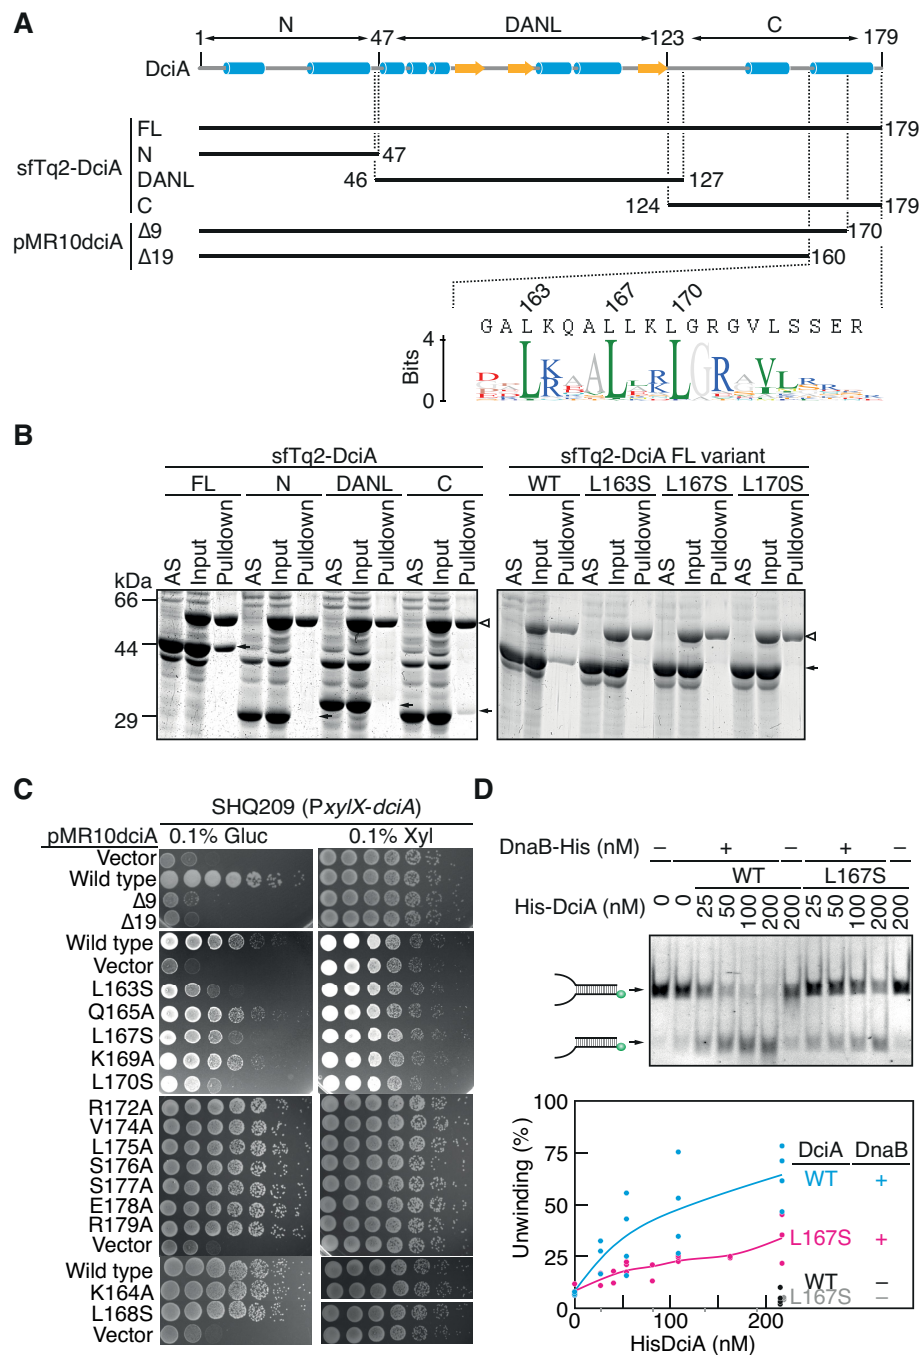 A
1 N 47 DANL 123 C 179
DciA
sfTq2-DciA
FL 179
N 47
DANL 46 127
C 124 179
pMR10dciA
Δ9 170
Δ19 160
163 167 170
G A L K Q A L L K L G R G V L S S E R
Bits
4
0
B
sfTq2-DciA
FL N DANL C
AS Input Pulldown AS Input Pulldown AS Input Pulldown AS Input Pulldown
kDa
66
44
29
sfTq2-DciA FL variant
WT L163S L167S L170S
AS Input Pulldown AS Input Pulldown AS Input Pulldown AS Input Pulldown
C
SHQ209 (PxylX-dciA)
pMR10dciA 0.1% Gluc 0.1% Xyl
Vector
Wild type
Δ9
Δ19
Wild type
Vector
L163S
Q165A
L167S
K169A
L170S
R172A
V174A
L175A
S176A
S177A
E178A
R179A
Vector
Wild type
K164A
L168S
Vector
D
DnaB-His (nM) – + – + –
WT L167S
His-DciA (nM) 0 0 25 50 100 200 200 25 50 100 200 200
Unwinding (%)
100
75
50
25
0
0 100 200
HisDciA (nM)
DciA DnaB
WT +
L167S +
WT –
L167S –